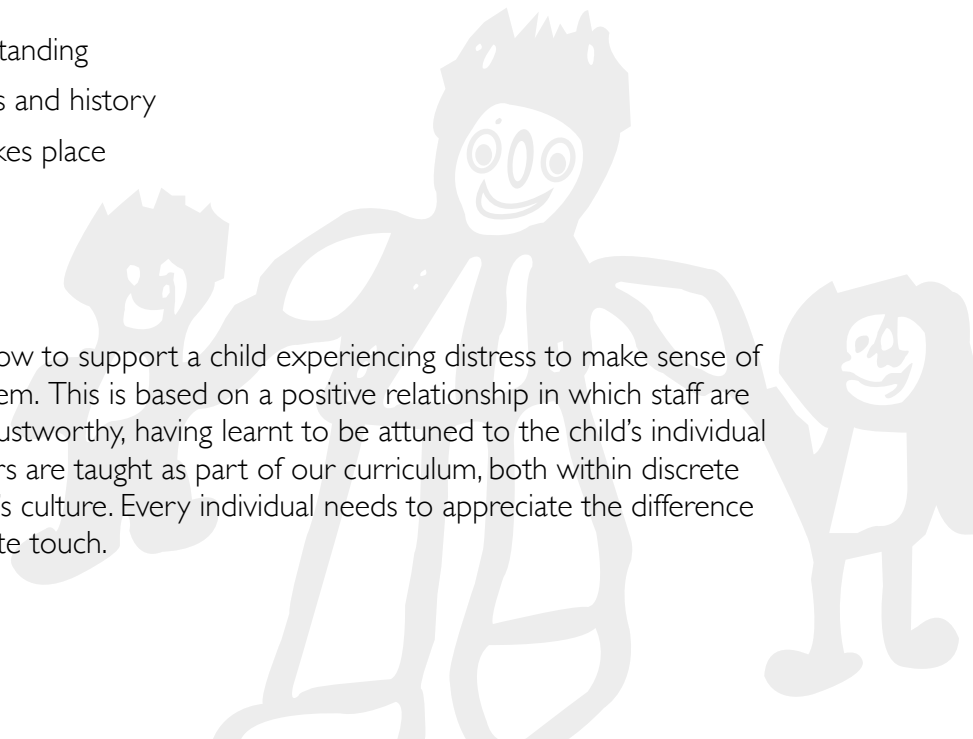 tanding
s and history
kes place
ow to support a child experiencing distress to make sense of
em. This is based on a positive relationship in which staff are
ustworthy, having learnt to be attuned to the child’s individual
rs are taught as part of our curriculum, both within discrete
’s culture. Every individual needs to appreciate the difference
te touch.